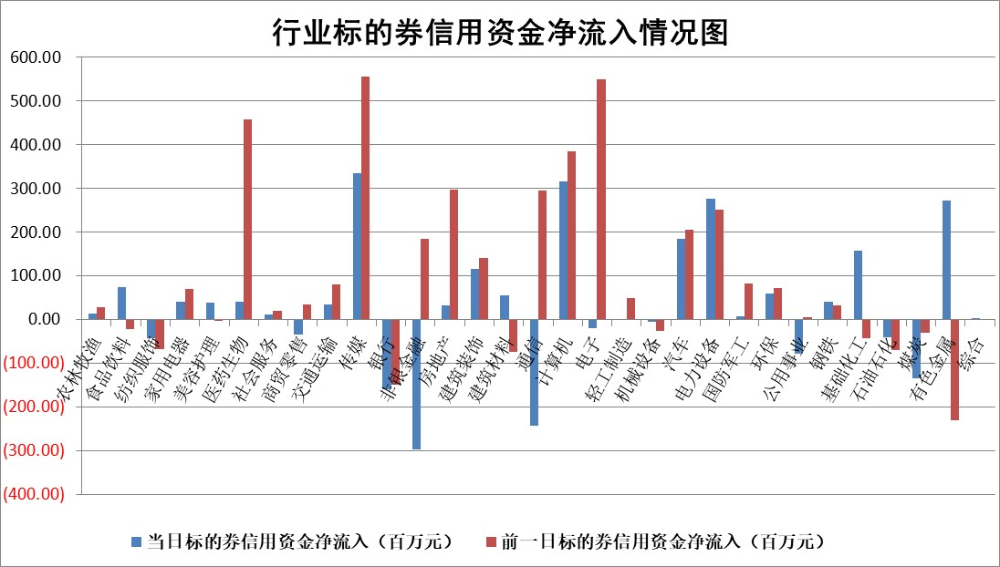 行业标的券信用资金净流入情况图
600.00
500.00
400.00
300.00
200.00
100.00
0.00
(100.00)
(200.00)
(300.00)
(400.00)
农林牧渔
食品饮料
纺织服饰
家用电器
美容护理
医药生物
社会服务
商贸零售
交通运输
传媒
银行
非银金融
房地产
建筑装饰
建筑材料
通信
计算机
电子
轻工制造
机械设备
汽车
电力设备
国防军工
环保
公用事业
钢铁
基础化工
石油石化
煤炭
有色金属
综合
当日标的券信用资金净流入（百万元） 前一日标的券信用资金净流入（百万元）